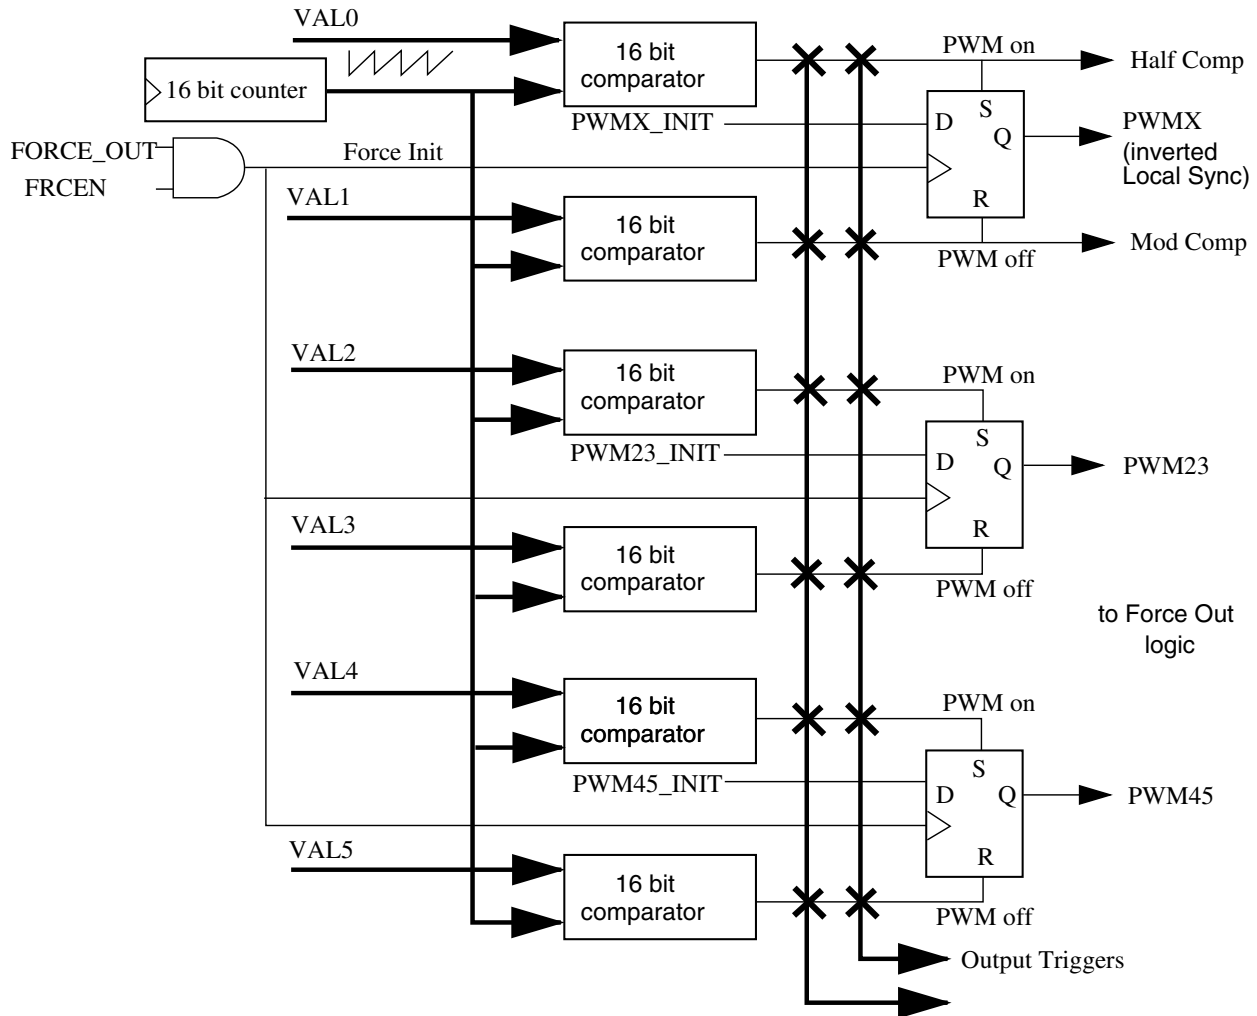 VAL0
16 bit counter
16 bit
comparator
PWM on
Half Comp
PWMX_INIT
D
S
Q
R
PWMX
(inverted
Local Sync)
FORCE_OUT
FRCEN
Force Init
VAL1
16 bit
comparator
PWM off
Mod Comp
VAL2
16 bit
comparator
PWM on
PWM23_INIT
D
S
Q
R
PWM23
VAL3
16 bit
comparator
PWM off
to Force Out
logic
VAL4
16 bit
comparator
PWM on
PWM45_INIT
D
S
Q
R
PWM45
VAL5
16 bit
comparator
PWM off
Output Triggers